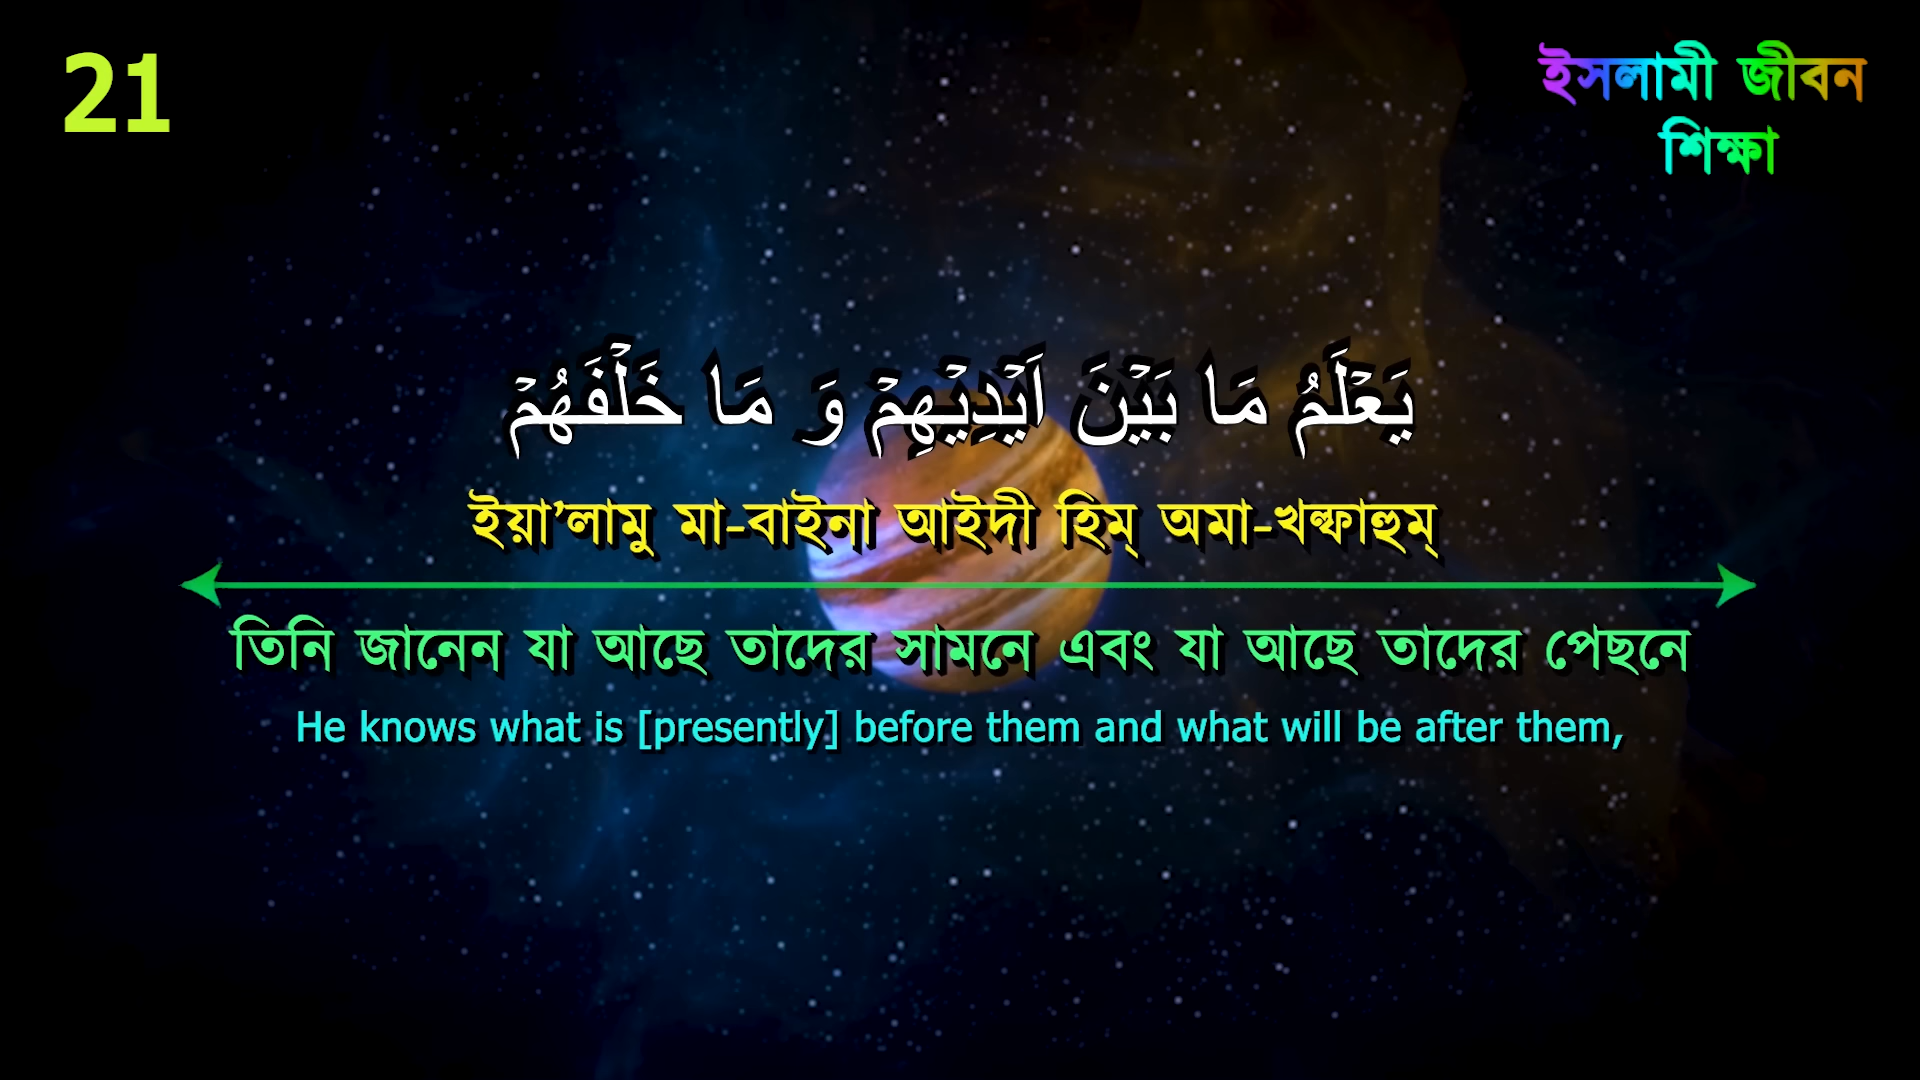 21
ইসলামী জীবন
শিক্ষা
يَعۡلَمُ مَا بَيۡنَ اَيۡدِيۡهِمۡ وَ مَا خَلۡفَهُمۡ
ইয়া’লামু মা-বাইনা আইদী হিম্ অমা-খল্ফাহুম্
তিনি জানেন যা আছে তাদের সামনে এবং যা আছে তাদের পেছনে
He knows what is [presently] before them and what will be after them,